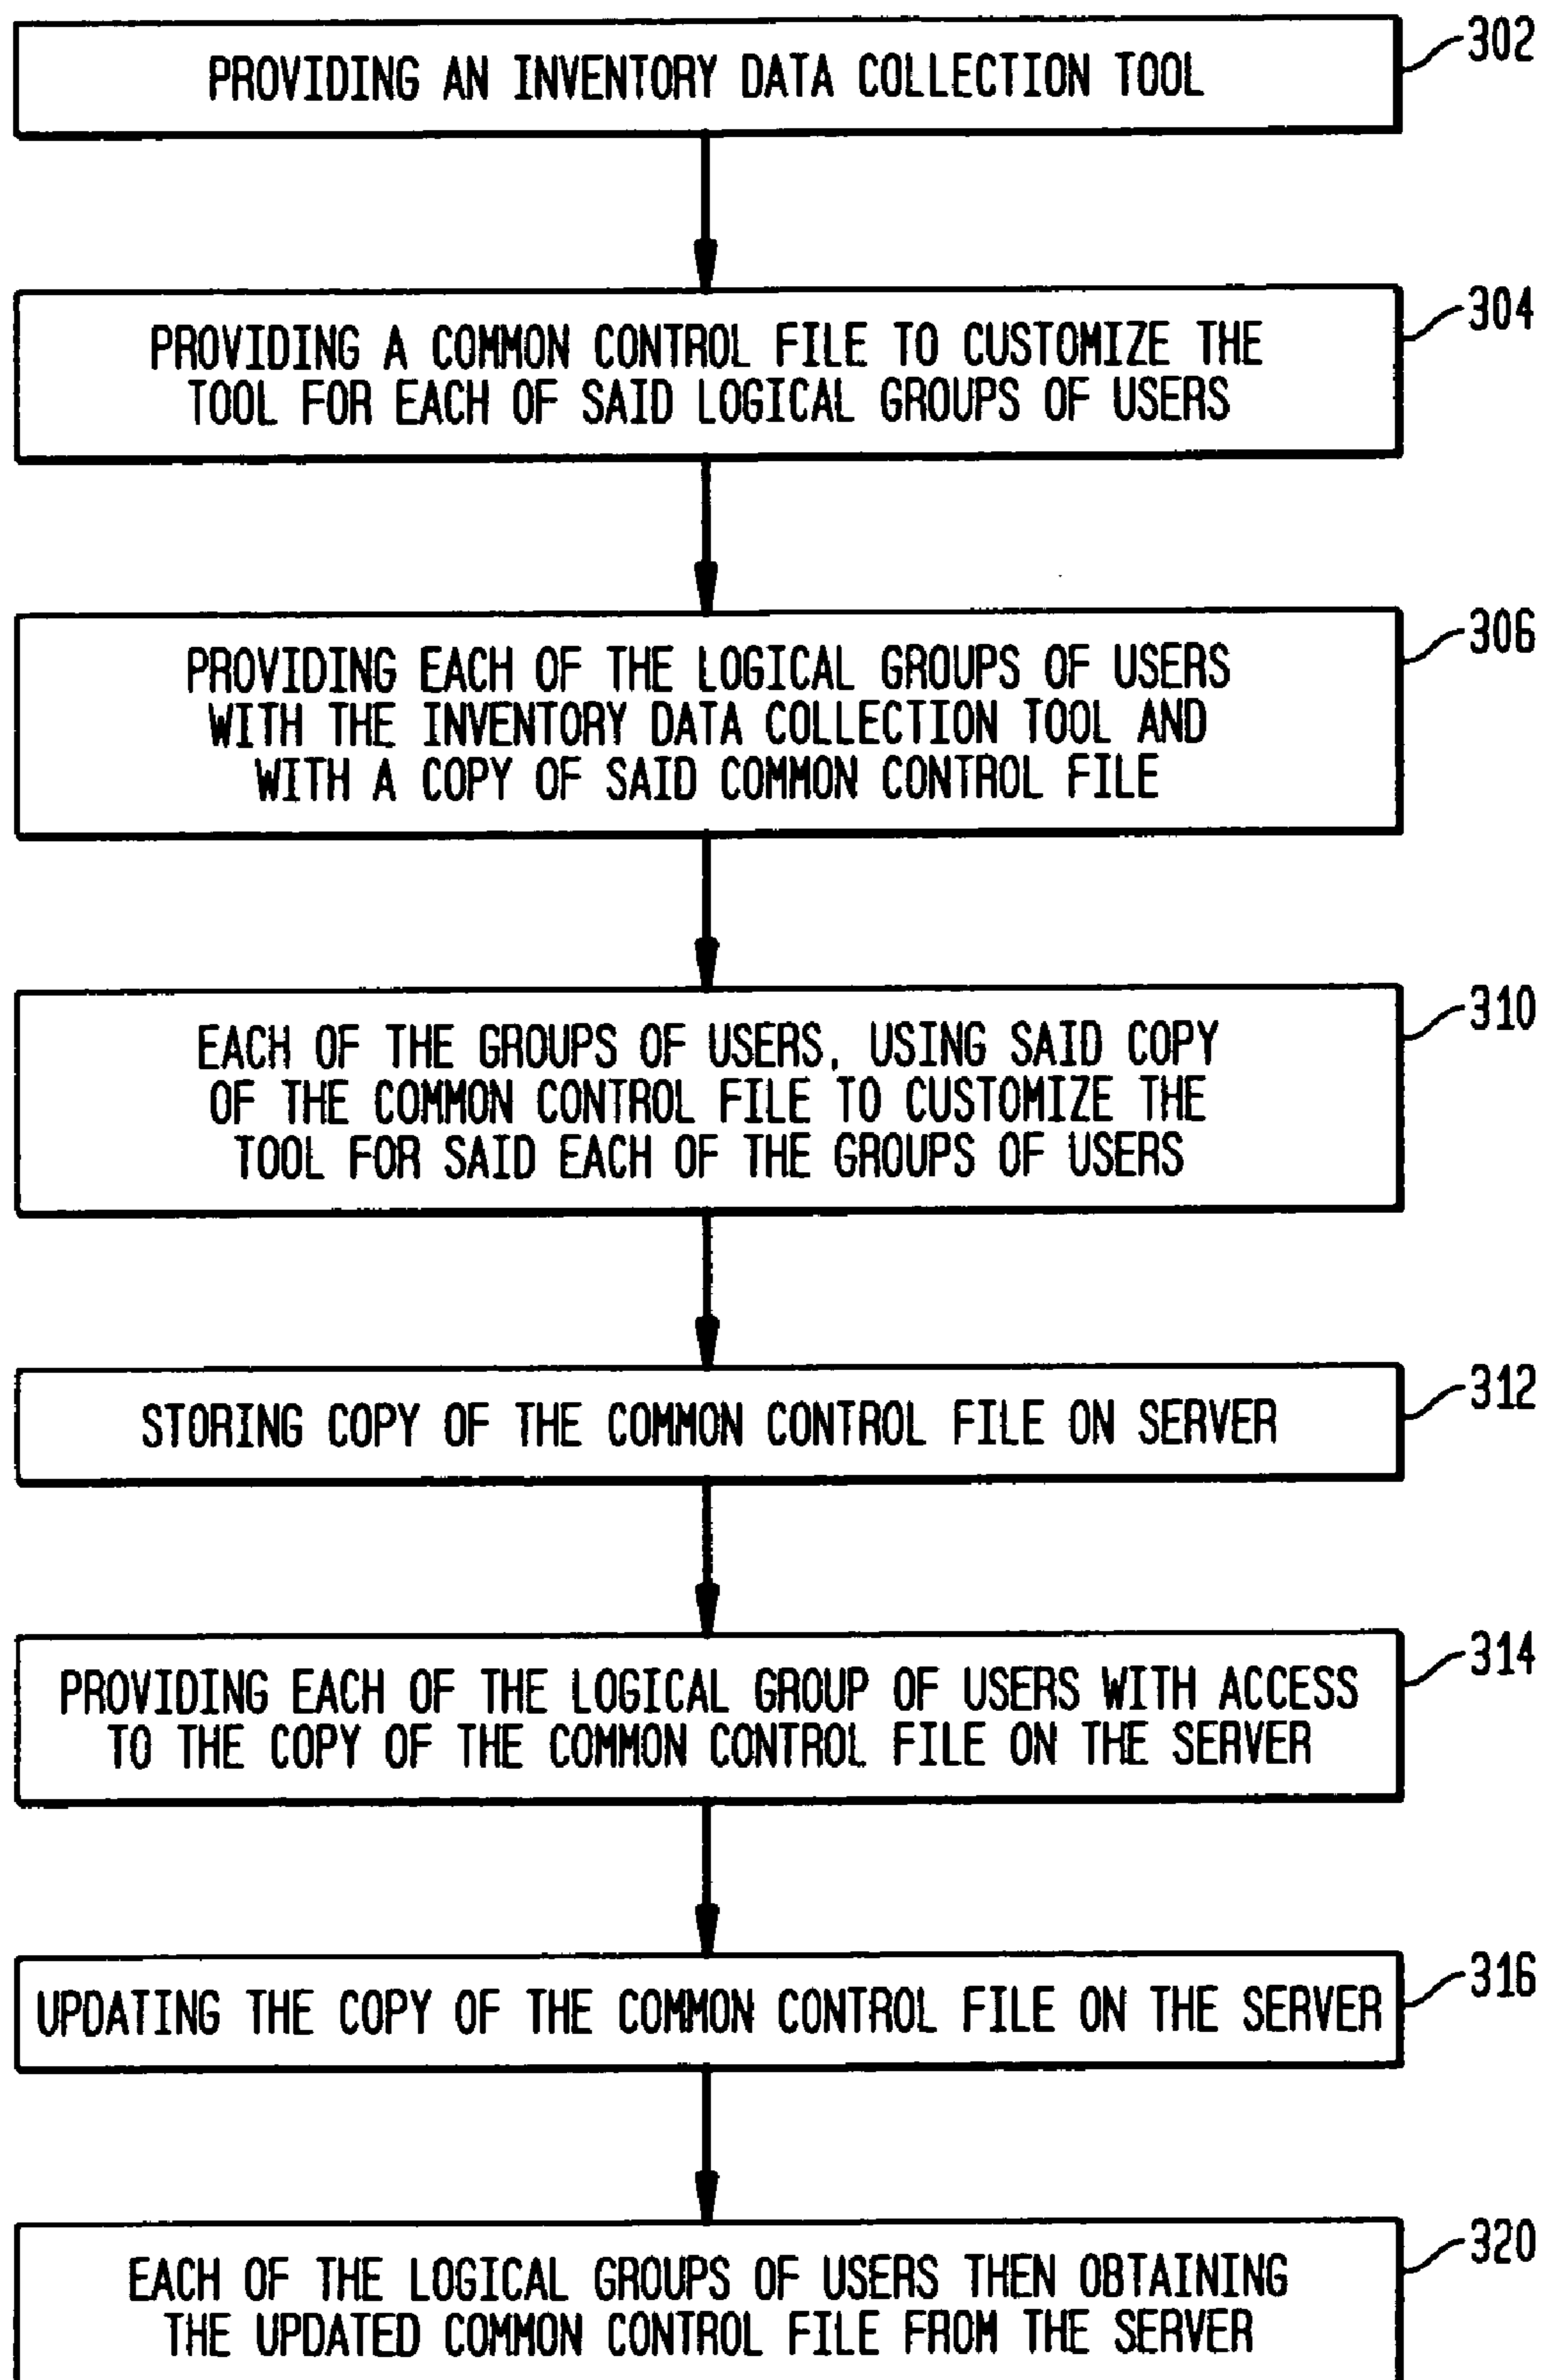 PROVIDING AN INVENTORY DATA COLLECTION TOOL
302
PROVIDING A COMMON CONTROL FILE TO CUSTOMIZE THE
TOOL FOR EACH OF SAID LOGICAL GROUPS OF USERS
304
PROVIDING EACH OF THE LOGICAL GROUPS OF USERS
WITH THE INVENTORY DATA COLLECTION TOOL AND
WITH A COPY OF SAID COMMON CONTROL FILE
306
EACH OF THE GROUPS OF USERS, USING SAID COPY
OF THE COMMON CONTROL FILE TO CUSTOMIZE THE
TOOL FOR SAID EACH OF THE GROUPS OF USERS
310
STORING COPY OF THE COMMON CONTROL FILE ON SERVER
312
PROVIDING EACH OF THE LOGICAL GROUP OF USERS WITH ACCESS
TO THE COPY OF THE COMMON CONTROL FILE ON THE SERVER
314
UPDATING THE COPY OF THE COMMON CONTROL FILE ON THE SERVER
316
EACH OF THE LOGICAL GROUPS OF USERS THEN OBTAINING
THE UPDATED COMMON CONTROL FILE FROM THE SERVER
320